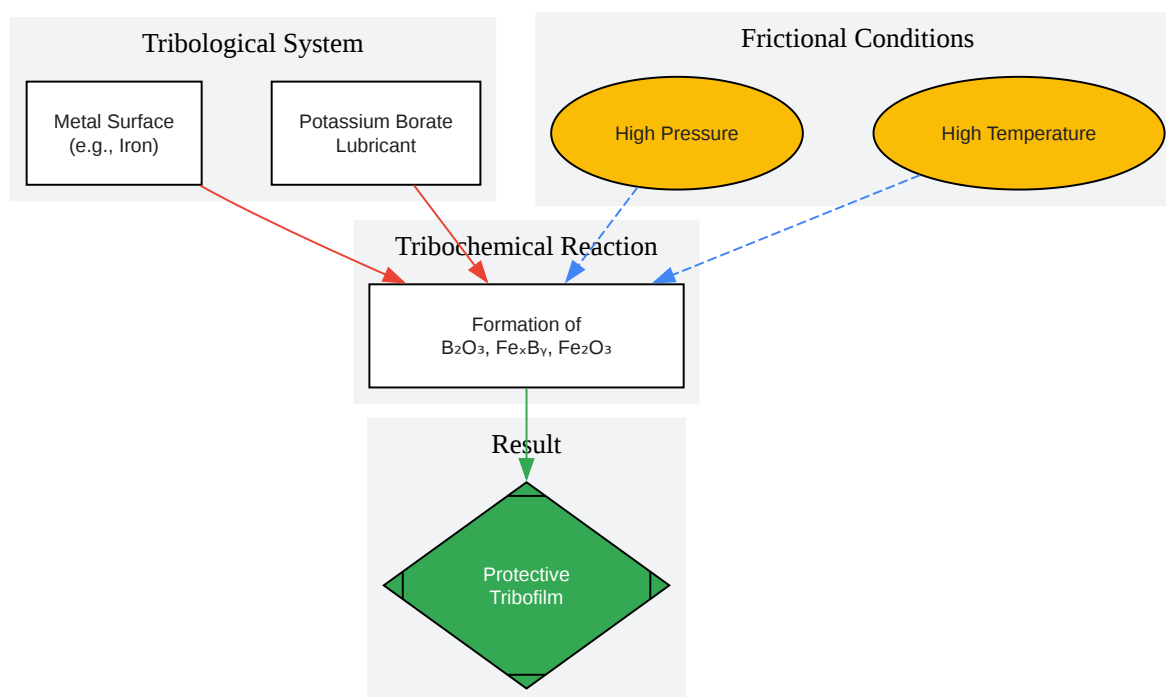 Tribological System
Metal Surface
(e.g., Iron)
Potassium Borate
Lubricant
Frictional Conditions
High Pressure
High Temperature
Tribochemical Reaction
Formation of
B₂O₃, FeₓBᵧ, Fe₂O₃
Result
Protective
Tribofilm